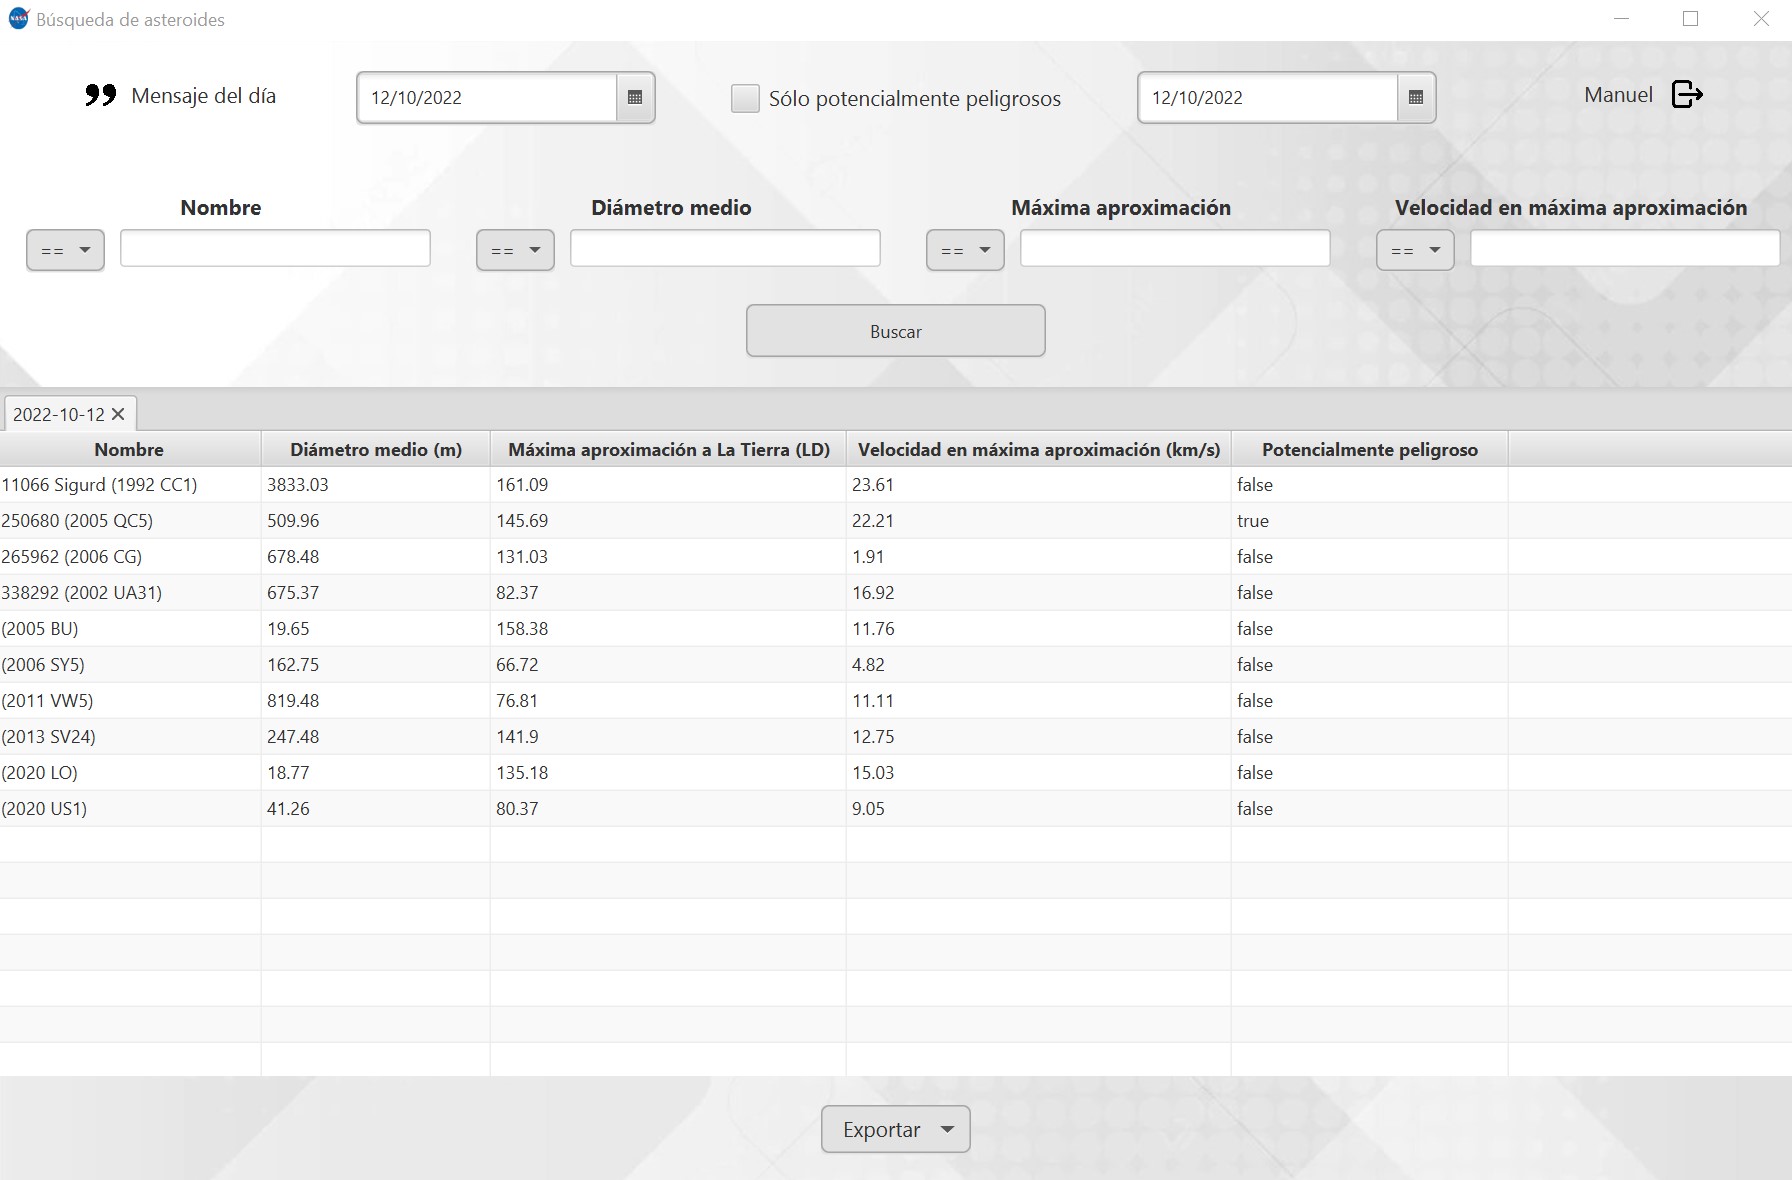 NASA Búsqueda de asteroides
Mensaje del día 12/10/2022 Sólo potencialmente peligrosos 12/10/2022 Manuel
Nombre Diámetro medio Máxima aproximación Velocidad en máxima aproximación
== == == ==
Buscar
2022-10-12
Nombre Diámetro medio (m) Máxima aproximación a La Tierra (LD) Velocidad en máxima aproximación (km/s) Potencialmente peligroso
11066 Sigurd (1992 CC1) 3833.03 161.09 23.61 false
250680 (2005 QC5) 509.96 145.69 22.21 true
265962 (2006 CG) 678.48 131.03 1.91 false
338292 (2002 UA31) 675.37 82.37 16.92 false
(2005 BU) 19.65 158.38 11.76 false
(2006 SY5) 162.75 66.72 4.82 false
(2011 VW5) 819.48 76.81 11.11 false
(2013 SV24) 247.48 141.9 12.75 false
(2020 LO) 18.77 135.18 15.03 false
(2020 US1) 41.26 80.37 9.05 false
Exportar